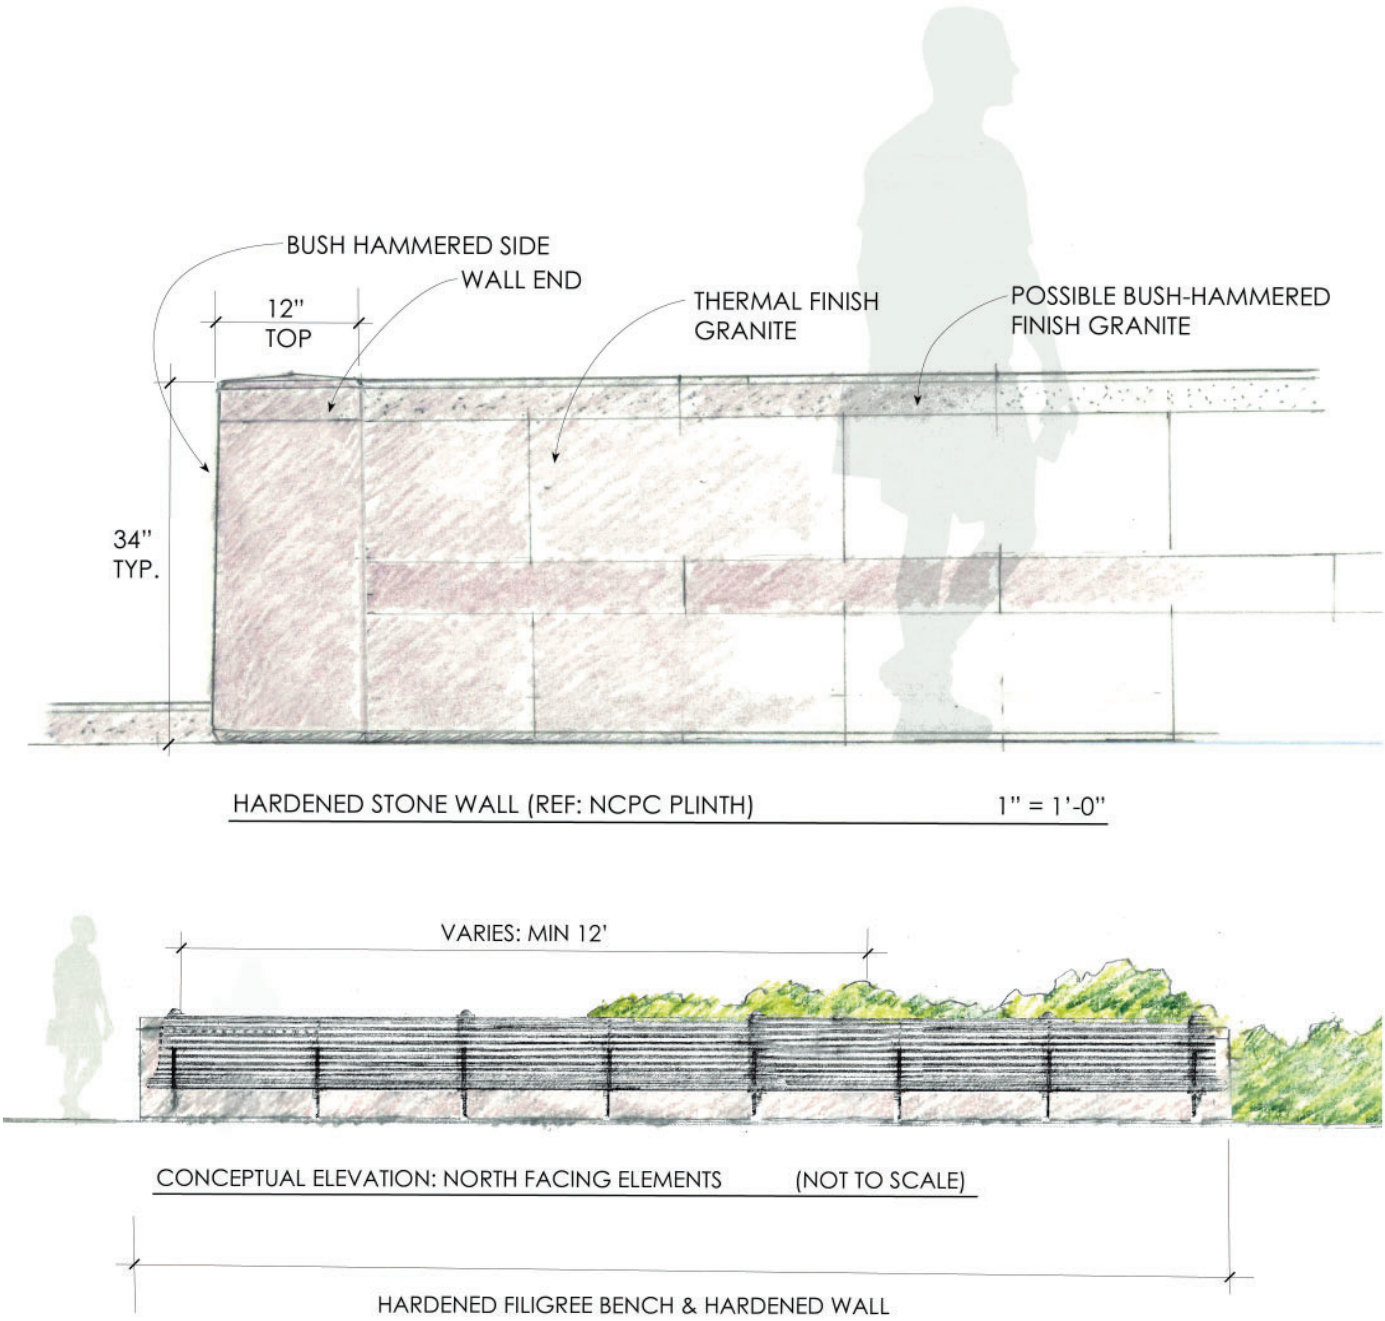 BUSH HAMMERED SIDE
WALL END
12”
TOP
THERMAL FINISH
GRANITE
POSSIBLE BUSH-HAMMERED
FINISH GRANITE
34”
TYP.
HARDENED STONE WALL (REF: NCPC PLINTH) 1” = 1’-0”
VARIES: MIN 12’
CONCEPTUAL ELEVATION: NORTH FACING ELEMENTS (NOT TO SCALE)
HARDENED FILIGREE BENCH & HARDENED WALL